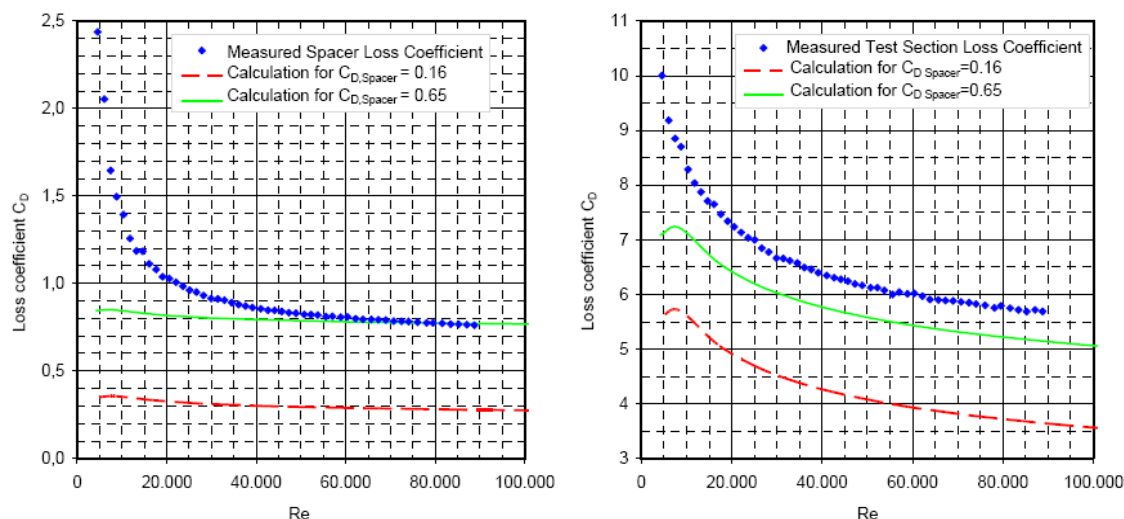 2,5
2,0
1,5
1,0
0,5
0,0
Loss coefficient C_D
Measured Spacer Loss Coefficient
Calculation for C_D,Spacer = 0.16
Calculation for C_D,Spacer = 0.65
0
20.000
40.000
60.000
80.000
100.000
Re
11
10
9
8
7
6
5
4
3
Loss coefficient C_D
Measured Test Section Loss Coefficient
Calculation for C_D Spacer=0.16
Calculation for C_D Spacer=0.65
0
20.000
40.000
60.000
80.000
100.000
Re